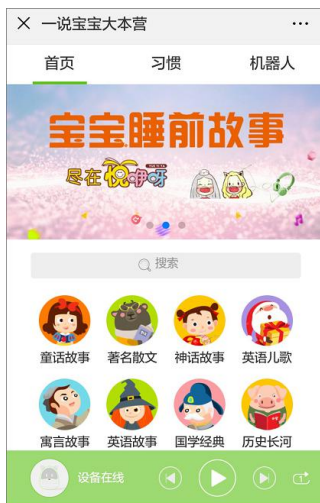 一说宝宝大本营
首页 习惯 机器人
宝宝睡前故事
尽在悦咿呀
搜索
童话故事 著名散文 神话故事 英语儿歌
寓言故事 英语故事 国学经典 历史长河
设备在线